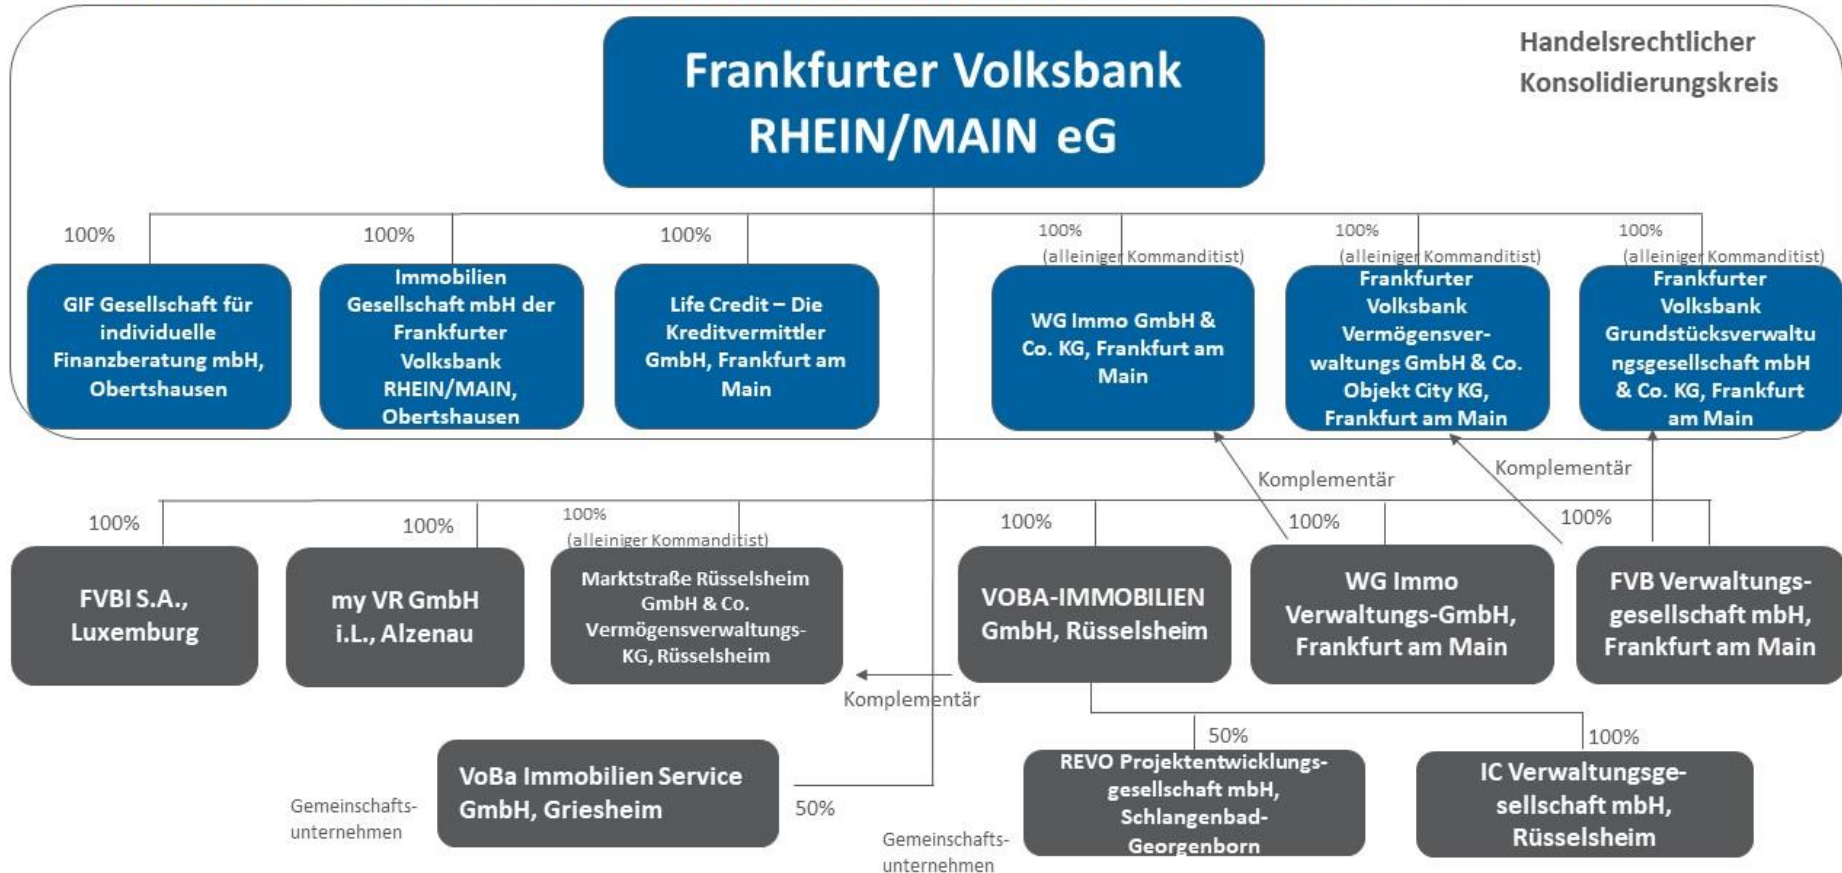 Handelsrechtlicher
Konsolidierungskreis
Frankfurter Volksbank
RHEIN/MAIN eG
100%
100%
100%
100%
(alleiniger Kommanditist)
100%
(alleiniger Kommanditist)
100%
(alleiniger Kommanditist)
GIF Gesellschaft für
individuelle
Finanzberatung mbH,
Obertshausen
Immobilien
Gesellschaft mbH der
Frankfurter
Volksbank
RHEIN/MAIN,
Obertshausen
Life Credit – Die
Kreditvermittler
GmbH, Frankfurt am
Main
WG Immo GmbH &
Co. KG, Frankfurt am
Main
Frankfurter
Volksbank
Vermögensver-
waltungs GmbH & Co.
Objekt City KG,
Frankfurt am Main
Frankfurter
Volksbank
Grundstücksverwaltu
ngsgesellschaft mbH
& Co. KG, Frankfurt
am Main
Komplementär
Komplementär
100%
100%
100%
(alleiniger Kommanditist)
100%
100%
100%
FVBI S.A.,
Luxemburg
my VR GmbH
i.L., Alzenau
Marktstraße Rüsselsheim
GmbH & Co.
Vermögensverwaltungs-
KG, Rüsselsheim
VOBA-IMMOBILIEN
GmbH, Rüsselsheim
WG Immo
Verwaltungs-GmbH,
Frankfurt am Main
FVB Verwaltungs-
gesellschaft mbH,
Frankfurt am Main
Komplementär
Gemeinschafts-
unternehmen
VoBa Immobilien Service
GmbH, Griesheim
50%
50%
100%
Gemeinschafts-
unternehmen
REVO Projektentwicklungs-
gesellschaft mbH,
Schlangenbad-
Georgenborn
IC Verwaltungsge-
sellschaft mbH,
Rüsselsheim